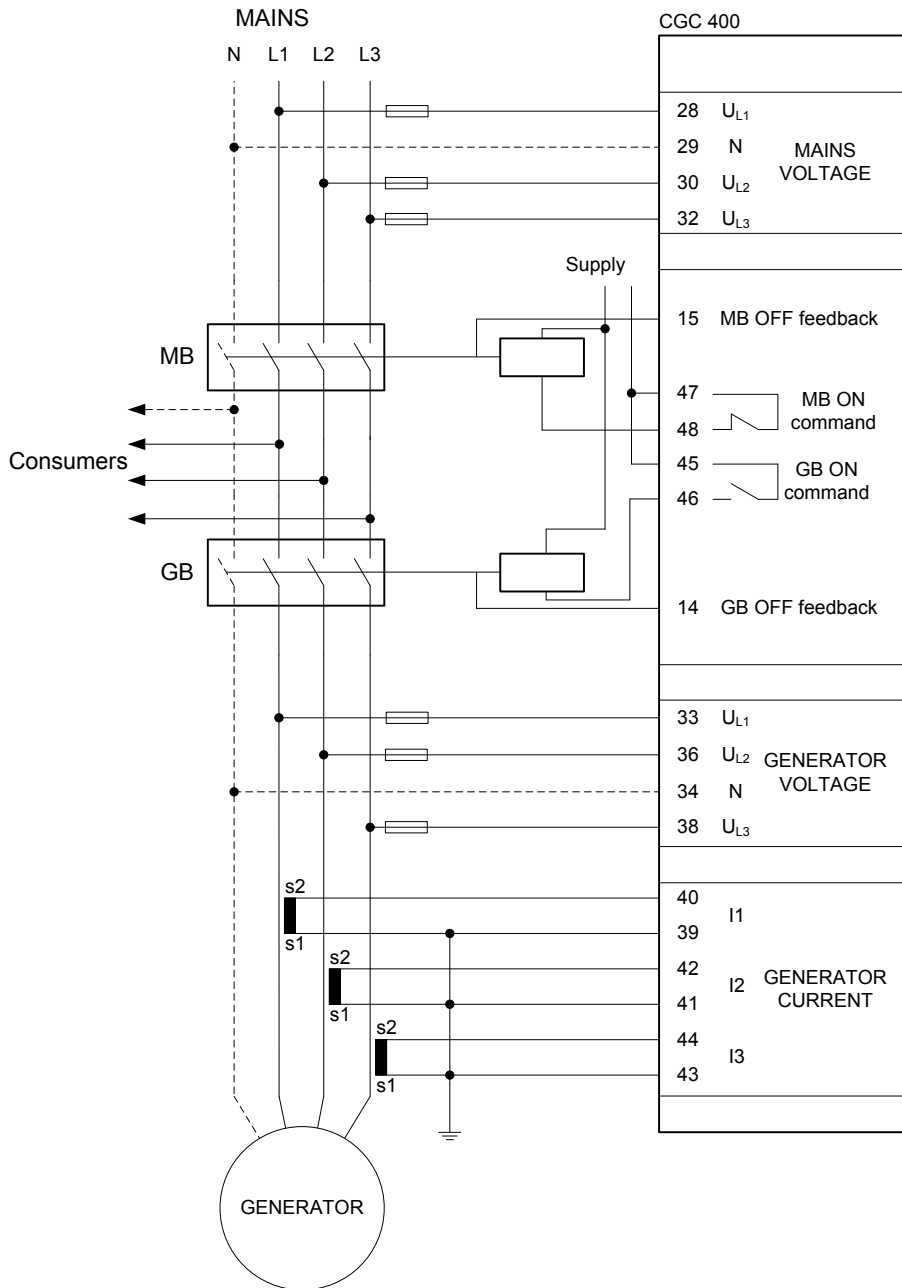 MAINS
CGC 400
N L1 L2 L3
28 UL1
29 N
MAINS
VOLTAGE
30 UL2
32 UL3
Supply
15 MB OFF feedback
MB
47
MB ON
command
48
Consumers
45
GB ON
command
46
GB
14 GB OFF feedback
33 UL1
36 UL2
GENERATOR
VOLTAGE
34 N
38 UL3
s2
40
I1
s1
39
s2
42
I2
GENERATOR
CURRENT
s1
41
s2
44
I3
s1
43
GENERATOR